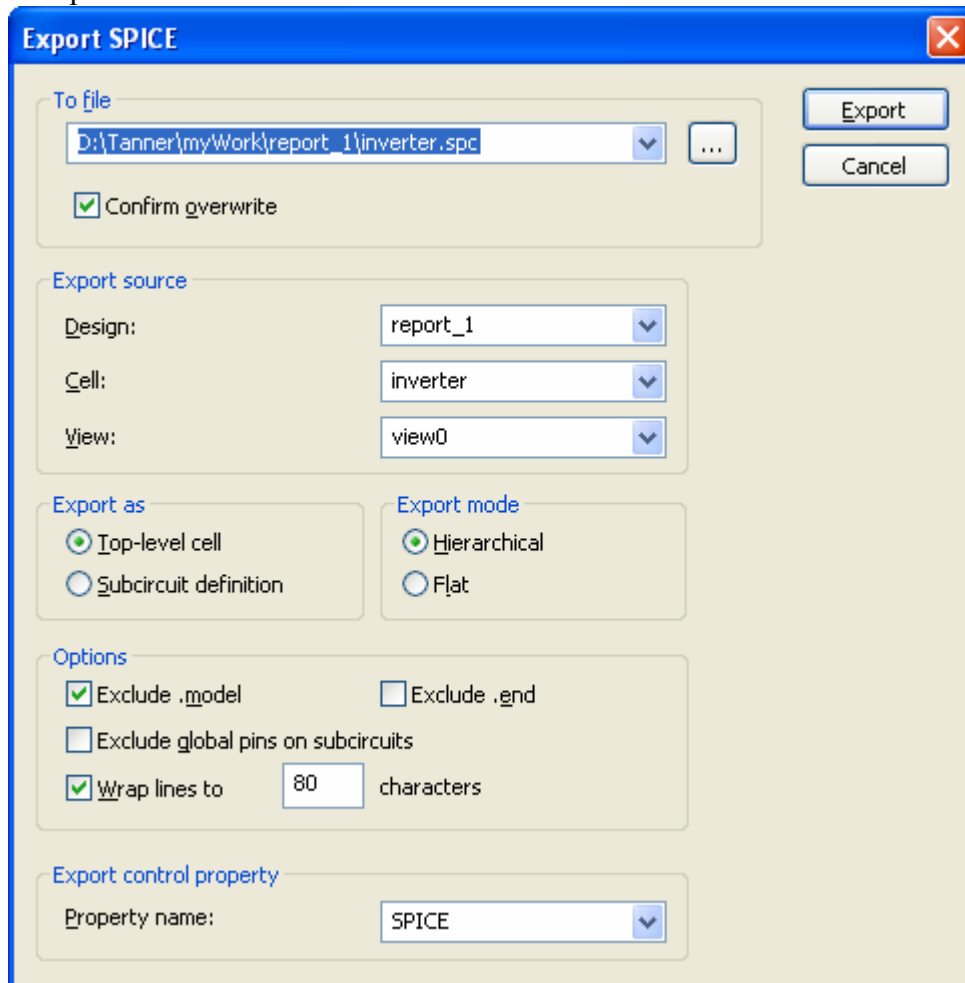 Export SPICE
To file
Export
D:\Tanner\myWork\report_1\inverter.spc
...
Cancel
Confirm overwrite
Export source
Design: report_1
Cell: inverter
View: view0
Export as Export mode
Top-level cell Hierarchical
Subcircuit definition Flat
Options
Exclude .model Exclude .end
Exclude global pins on subcircuits
Wrap lines to 80 characters
Export control property
Property name: SPICE